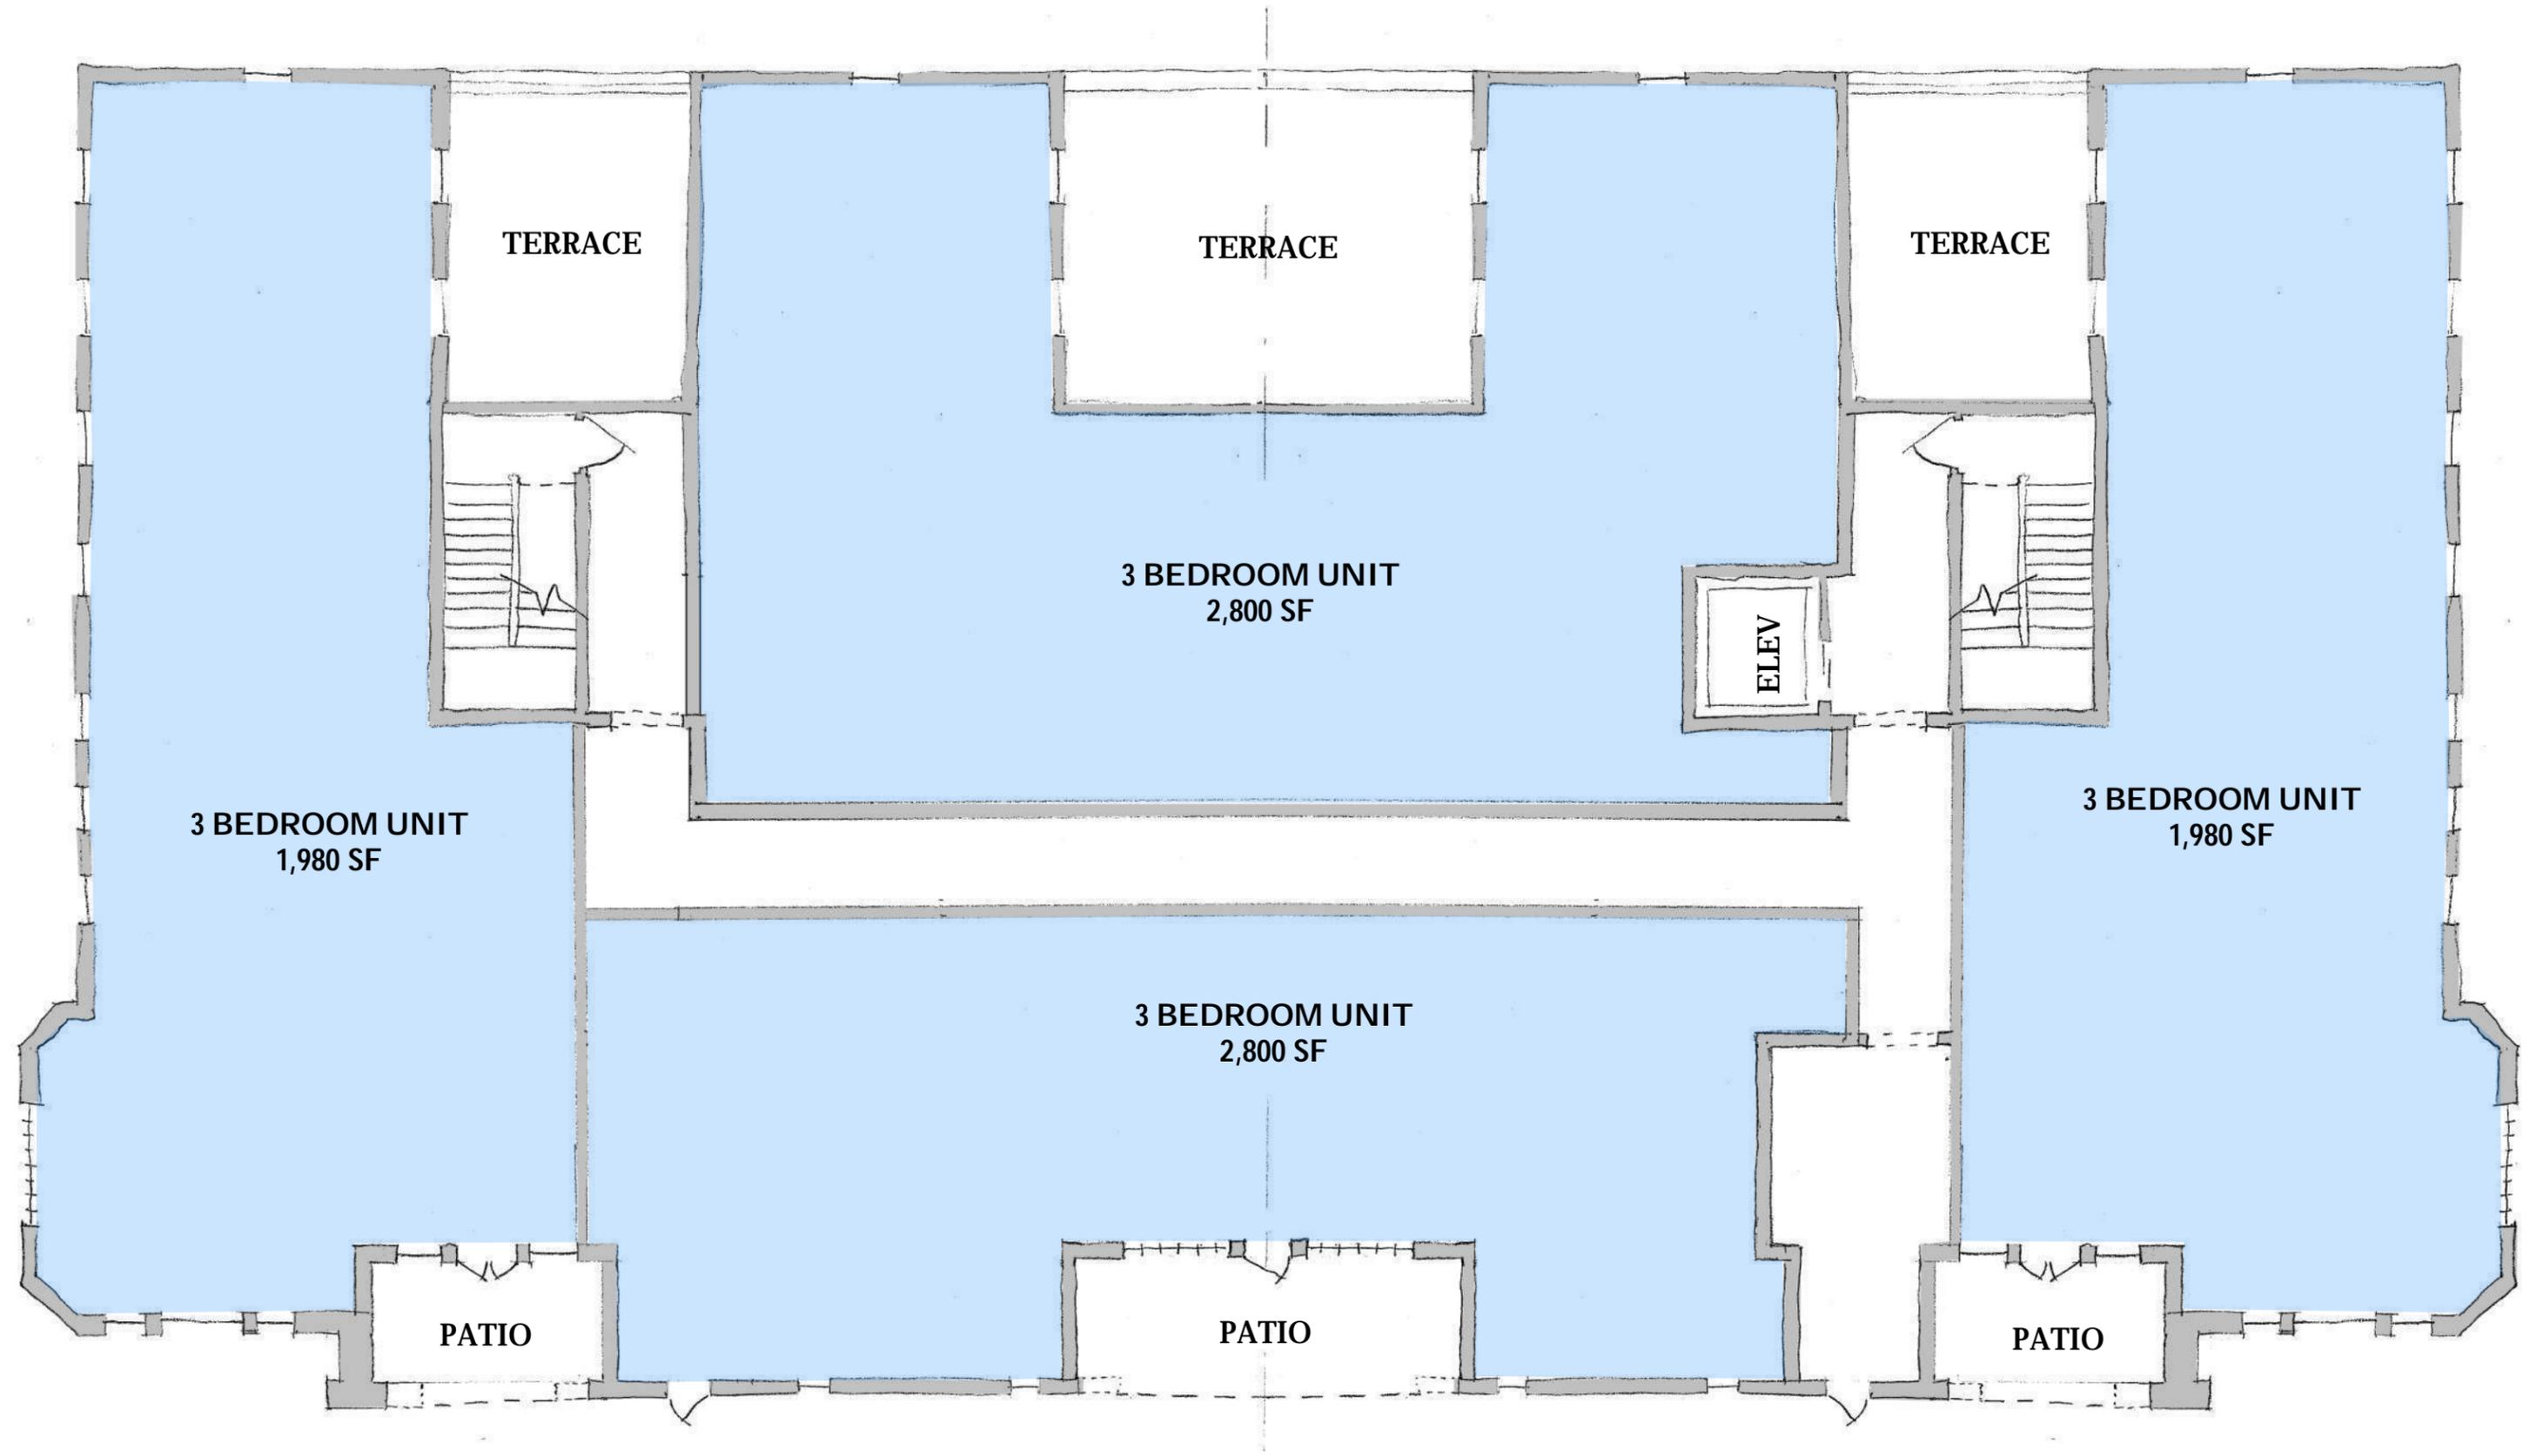 TERRACE
TERRACE
TERRACE
3 BEDROOM UNIT
2,800 SF
ELEV
3 BEDROOM UNIT
1,980 SF
3 BEDROOM UNIT
1,980 SF
3 BEDROOM UNIT
2,800 SF
PATIO
PATIO
PATIO